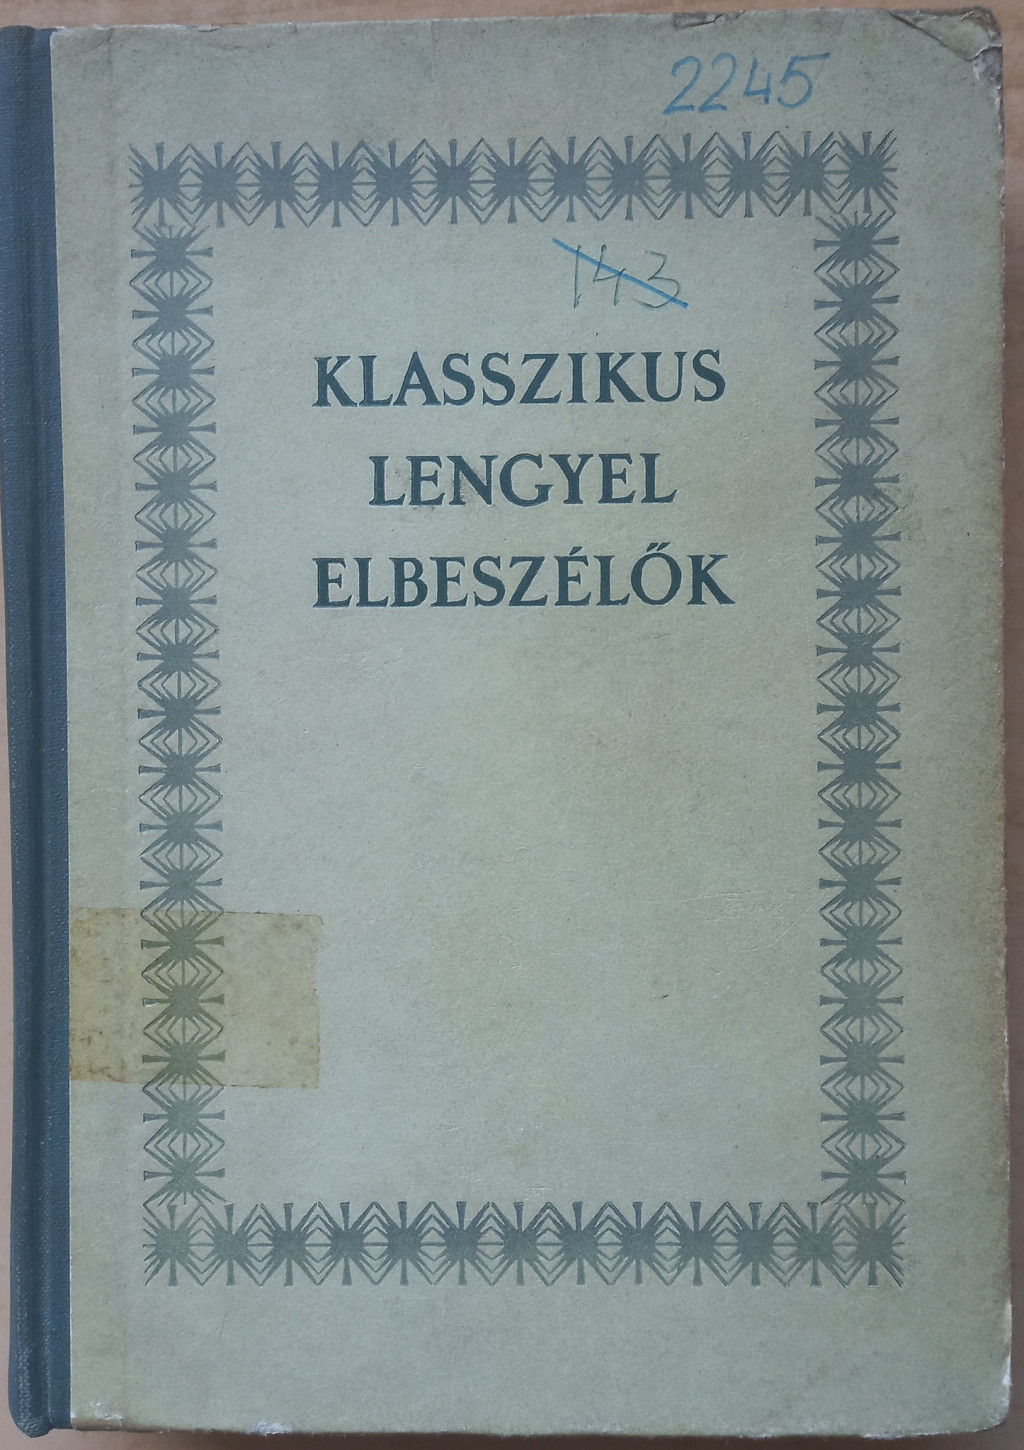 2245
143
KLASSZIKUS
LENGYEL
ELBESZÉLŐK